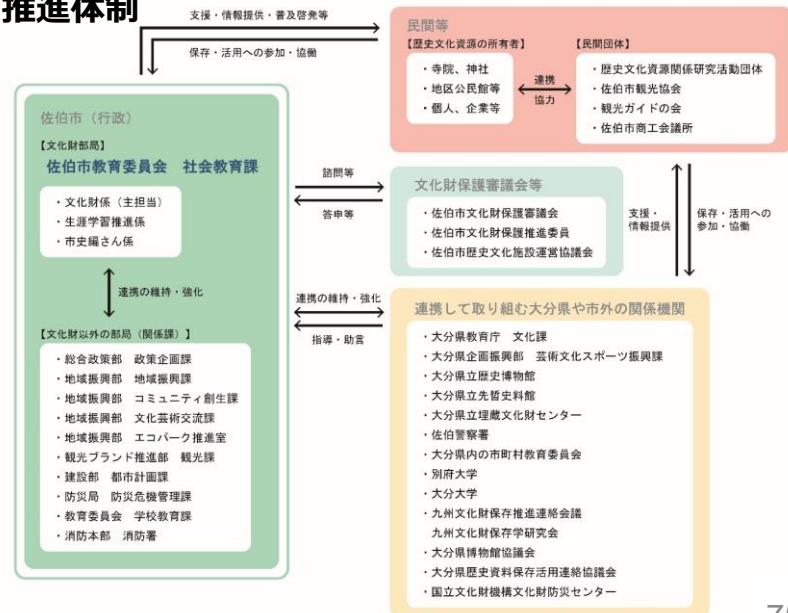 推進体制
支援・情報提供・普及啓発等
保存・活用への参加・協働
民間等
【歴史文化資源の所有者】
・寺院、神社
・地区公民館等
・個人、企業等
連携
協力
【民間団体】
・歴史文化資源関係研究活動団体
・佐伯市観光協会
・観光ガイドの会
・佐伯市商工会議所
佐伯市（行政）
【文化財部局】
佐伯市教育委員会　社会教育課
・文化財係（主担当）
・生涯学習推進係
・市史編さん係
連携の維持・強化
【文化財以外の部局（関係課）】
・総合政策部　政策企画課
・地域振興部　地域振興課
・地域振興部　コミュニティ創生課
・地域振興部　文化芸術交流課
・地域振興部　エコパーク推進室
・観光ブランド推進部　観光課
・建設部　都市計画課
・防災局　防災危機管理課
・教育委員会　学校教育課
・消防本部　消防署
諮問等
答申等
文化財保護審議会等
・佐伯市文化財保護審議会
・佐伯市文化財保護推進委員
・佐伯市歴史文化施設運営協議会
支援・
情報提供
保存・活用への
参加・協働
連携の維持・強化
指導・助言
連携して取り組む大分県や市外の関係機関
・大分県教育庁　文化課
・大分県企画振興部　芸術文化スポーツ振興課
・大分県立歴史博物館
・大分県立先哲史料館
・大分県立埋蔵文化財センター
・佐伯警察署
・大分県内の市町村教育委員会
・別府大学
・大分大学
・九州文化財保存推進連絡会議
九州文化財保存学研究会
・大分県博物館協議会
・大分県歴史資料保存活用連絡協議会
・国立文化財機構文化財防災センター